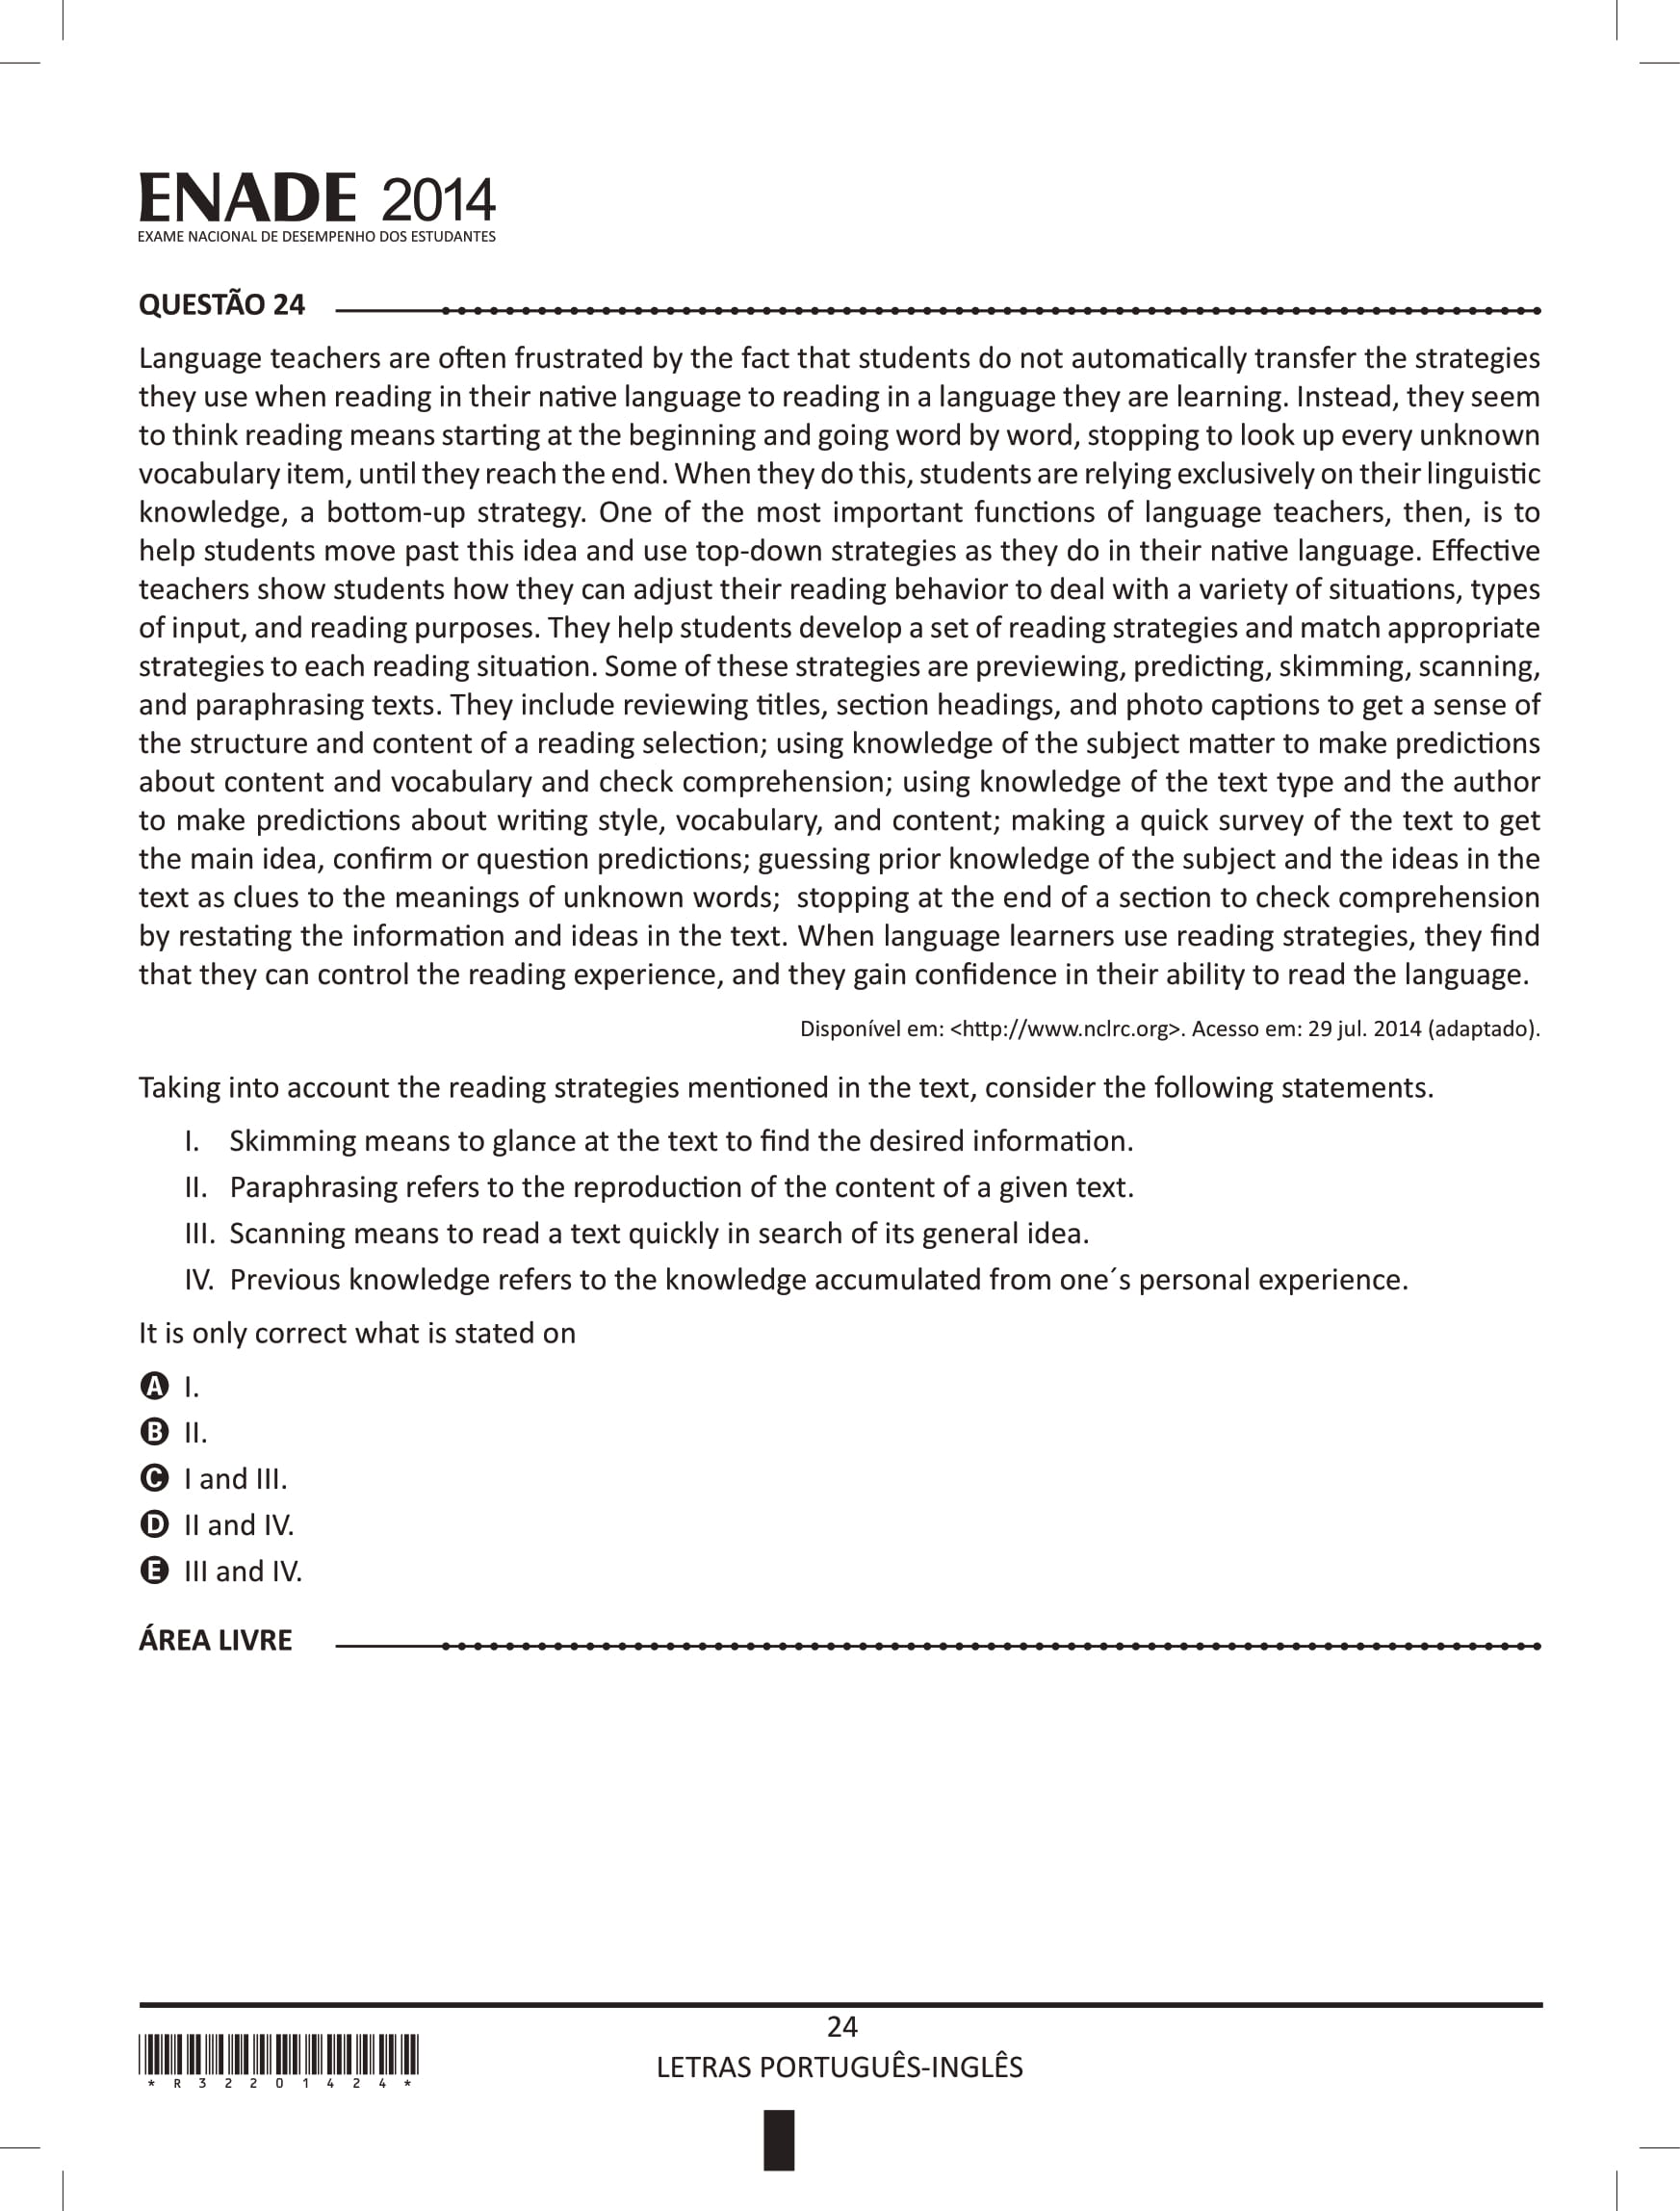 ENADE 2014
EXAME NACIONAL DE DESEMPENHO DOS ESTUDANTES
QUESTÃO 24
Language teachers are often frustrated by the fact that students do not automatically transfer the strategies
they use when reading in their native language to reading in a language they are learning. Instead, they seem
to think reading means starting at the beginning and going word by word, stopping to look up every unknown
vocabulary item, until they reach the end. When they do this, students are relying exclusively on their linguistic
knowledge, a bottom-up strategy. One of the most important functions of language teachers, then, is to
help students move past this idea and use top-down strategies as they do in their native language. Effective
teachers show students how they can adjust their reading behavior to deal with a variety of situations, types
of input, and reading purposes. They help students develop a set of reading strategies and match appropriate
strategies to each reading situation. Some of these strategies are previewing, predicting, skimming, scanning,
and paraphrasing texts. They include reviewing titles, section headings, and photo captions to get a sense of
the structure and content of a reading selection; using knowledge of the subject matter to make predictions
about content and vocabulary and check comprehension; using knowledge of the text type and the author
to make predictions about writing style, vocabulary, and content; making a quick survey of the text to get
the main idea, confirm or question predictions; guessing prior knowledge of the subject and the ideas in the
text as clues to the meanings of unknown words;  stopping at the end of a section to check comprehension
by restating the information and ideas in the text. When language learners use reading strategies, they find
that they can control the reading experience, and they gain confidence in their ability to read the language.
Disponível em: <http://www.nclrc.org>. Acesso em: 29 jul. 2014 (adaptado).
Taking into account the reading strategies mentioned in the text, consider the following statements.
I. Skimming means to glance at the text to find the desired information.
II. Paraphrasing refers to the reproduction of the content of a given text.
III. Scanning means to read a text quickly in search of its general idea.
IV. Previous knowledge refers to the knowledge accumulated from one´s personal experience.
It is only correct what is stated on
A I.
B II.
C I and III.
D II and IV.
E III and IV.
ÁREA LIVRE
24
LETRAS PORTUGUÊS-INGLÊS
* R 3 2 2 0 1 4 2 4 *